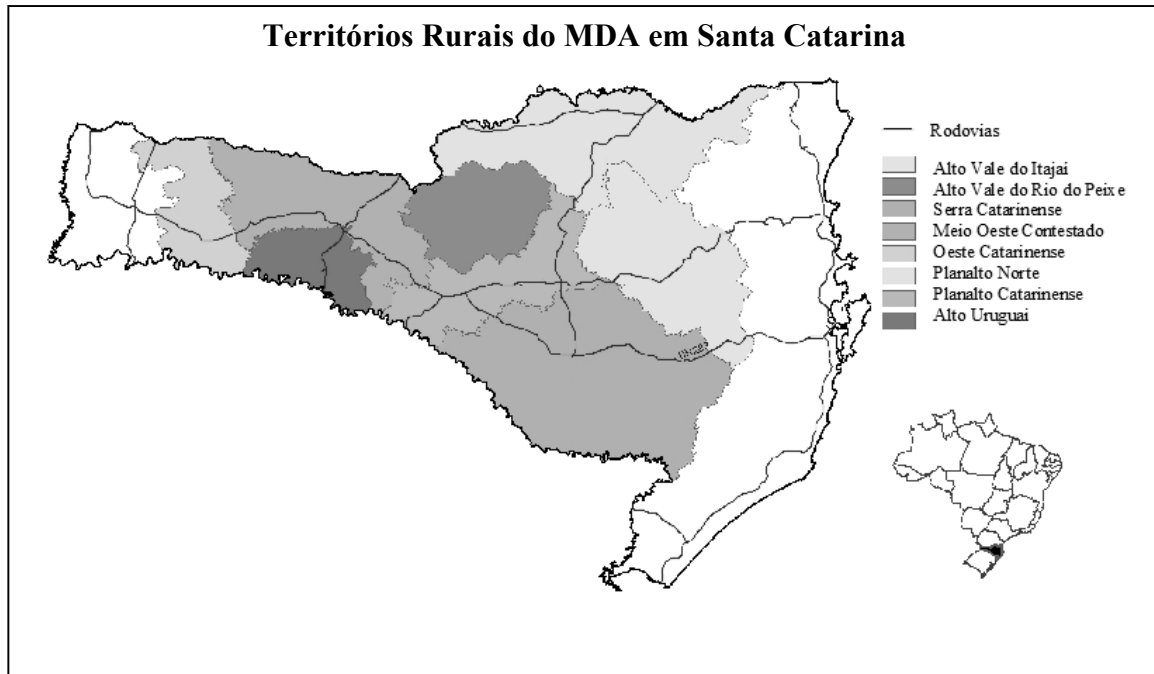 Territórios Rurais do MDA em Santa Catarina
Rodovias
Alto Vale do Itajaí
Alto Vale do Rio do Peixe
Serra Catarinense
Meio Oeste Contestado
Oeste Catarinense
Planalto Norte
Planalto Catarinense
Alto Uruguai